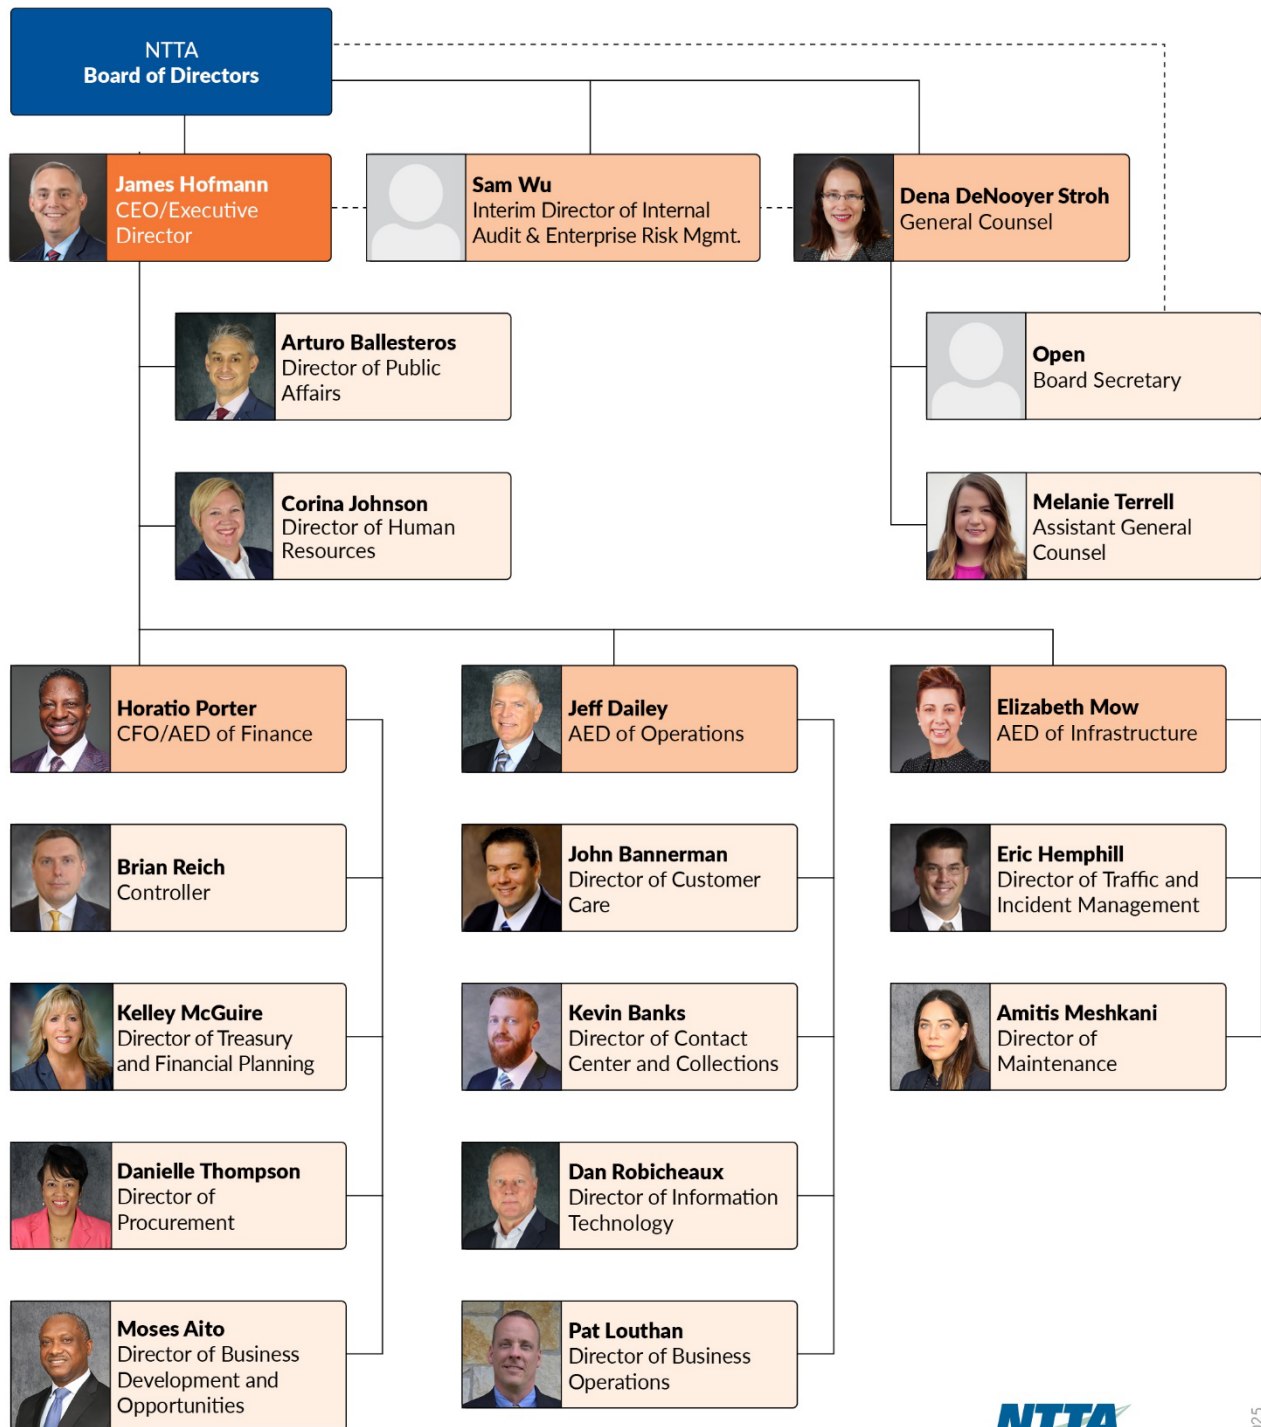 NTTA
Board of Directors
James Hofmann
CEO/Executive
Director
Sam Wu
Interim Director of Internal
Audit & Enterprise Risk Mgmt.
Dena DeNooyer Stroh
General Counsel
Arturo Ballesteros
Director of Public
Affairs
Open
Board Secretary
Corina Johnson
Director of Human
Resources
Melanie Terrell
Assistant General
Counsel
Horatio Porter
CFO/AED of Finance
Jeff Dailey
AED of Operations
Elizabeth Mow
AED of Infrastructure
Brian Reich
Controller
John Bannerman
Director of Customer
Care
Eric Hemphill
Director of Traffic and
Incident Management
Kelley McGuire
Director of Treasury
and Financial Planning
Kevin Banks
Director of Contact
Center and Collections
Amitis Meshkani
Director of
Maintenance
Danielle Thompson
Director of
Procurement
Dan Robicheaux
Director of Information
Technology
Moses Aito
Director of Business
Development and
Opportunities
Pat Louthan
Director of Business
Operations
NTTA